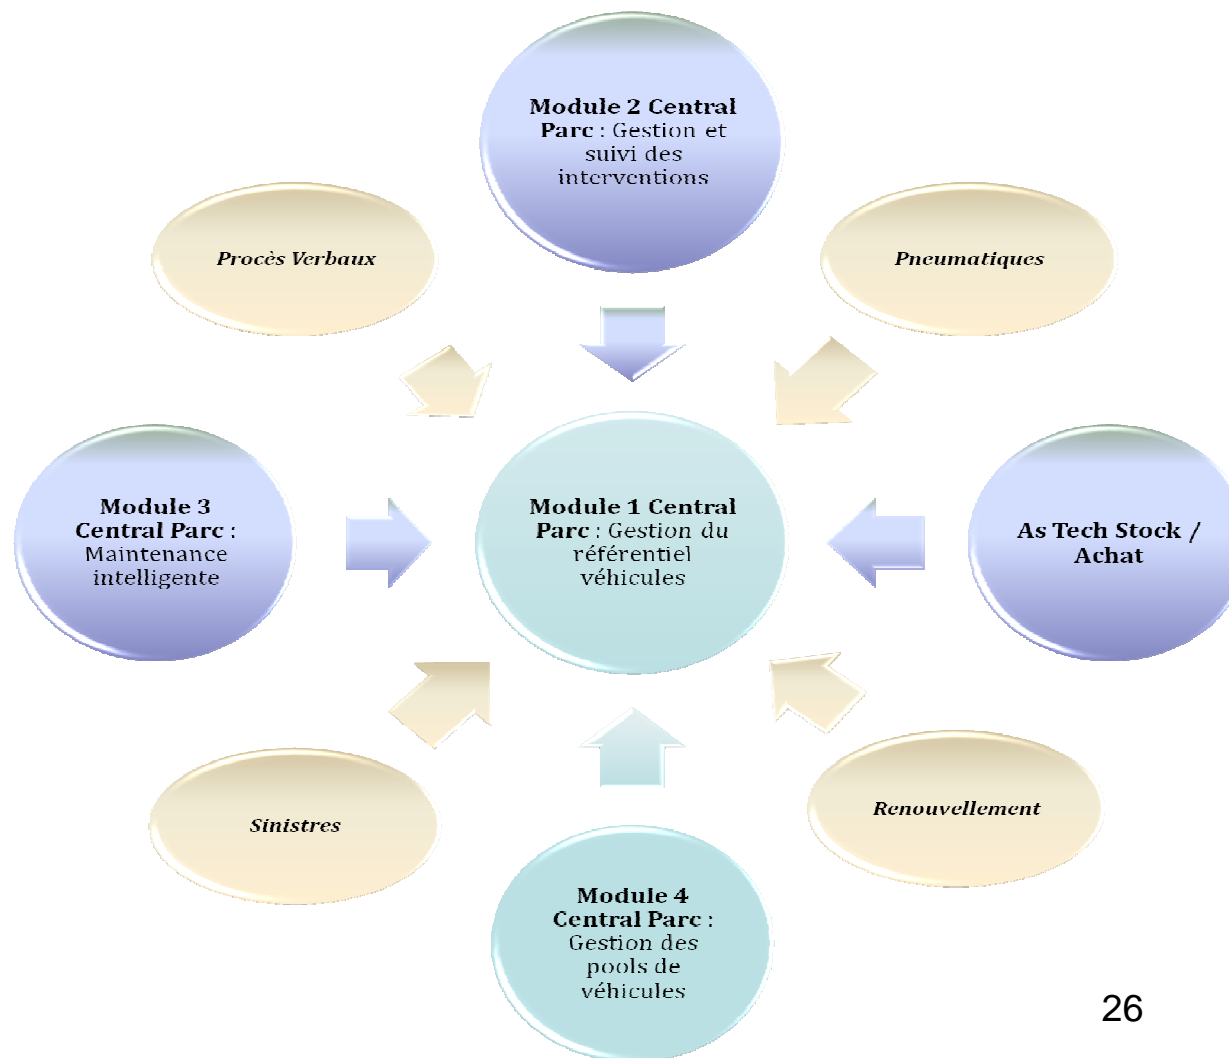 Module 2 Central
Parc : Gestion et
suivi des
interventions
Procès Verbaux
Pneumatiques
Module 3
Central Parc :
Maintenance
intelligente
Module 1 Central
Parc : Gestion du
référentiel
véhicules
As Tech Stock /
Achat
Sinistres
Renouvellement
Module 4
Central Parc :
Gestion des
pools de
véhicules
26